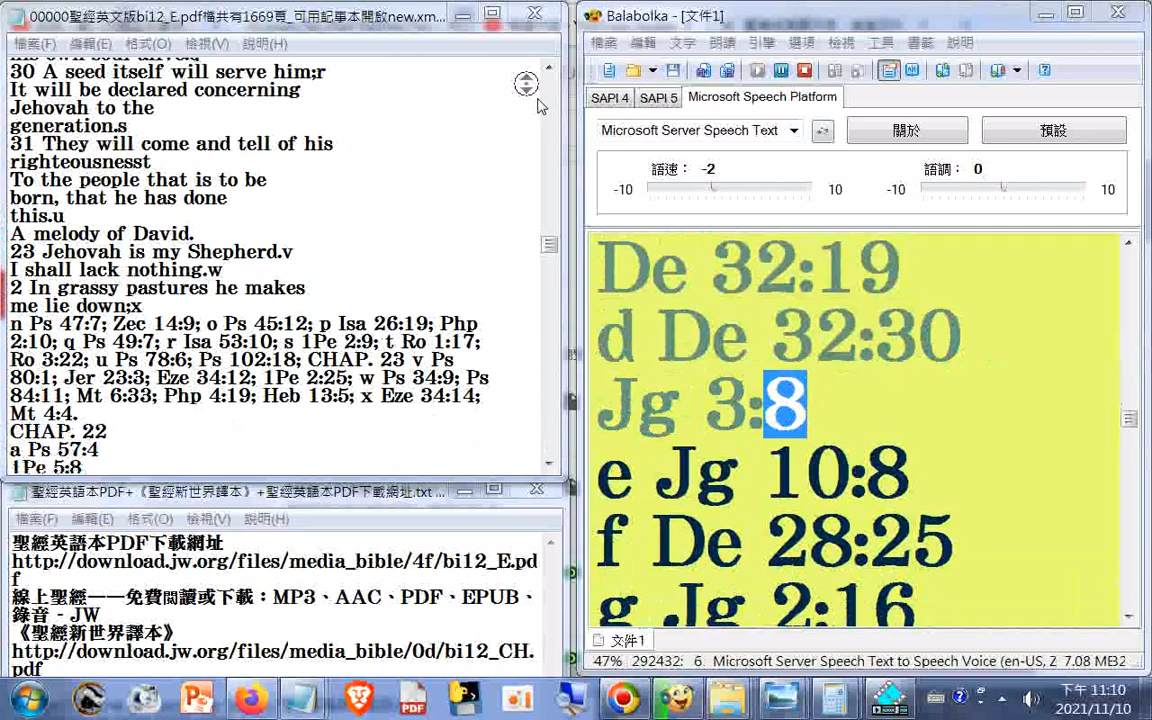 00000聖經英文版bi12_E.pdf檔共有1669頁_可用記事本開啟new.xm...
檔案(F) 編輯(E) 格式(O) 檢視(V) 說明(H)
30 A seed itself will serve him;r
It will be declared concerning
Jehovah to the
generation.s
31 They will come and tell of his
righteousnesst
To the people that is to be
born, that he has done
this.u
A melody of David.
23 Jehovah is my Shepherd.v
I shall lack nothing.w
2 In grassy pastures he makes
me lie down;x
n Ps 47:7; Zec 14:9; o Ps 45:12; p Isa 26:19; Php
2:10; q Ps 49:7; r Isa 53:10; s 1Pe 2:9; t Ro 1:17;
Ro 3:22; u Ps 78:6; Ps 102:18; CHAP. 23 v Ps
80:1; Jer 23:3; Eze 34:12; 1Pe 2:25; w Ps 34:9; Ps
84:11; Mt 6:33; Php 4:19; Heb 13:5; x Eze 34:14;
Mt 4:4.
CHAP. 22
a Ps 57:4
1Pe 5:8
聖經英語本PDF+《聖經新世界譯本》+聖經英語本PDF下載網址.txt ...
檔案(F) 編輯(E) 格式(O) 檢視(V) 說明(H)
聖經英語本PDF下載網址
http://download.jw.org/files/media_bible/4f/bi12_E.pd
f
線上聖經——免費閱讀或下載：MP3、AAC、PDF、EPUB、
錄音 - JW
《聖經新世界譯本》
http://download.jw.org/files/media_bible/0d/bi12_CH.
pdf
Balabolka - [文件1]
檔案 編輯 文字 朗讀 引擎 選項 檢視 工具 書籤 說明
SAPI 4 SAPI 5 Microsoft Speech Platform
Microsoft Server Speech Text 關於 預設
語速： -2 語調： 0
-10 10 -10 10
De 32:19
d De 32:30
Jg 3:8
e Jg 10:8
f De 28:25
g Jg 2:16
文件1
47% 292432: 6. Microsoft Server Speech Text to Speech Voice (en-US, Z 7.08 MB2
PDF
下午 11:10
2021/11/10